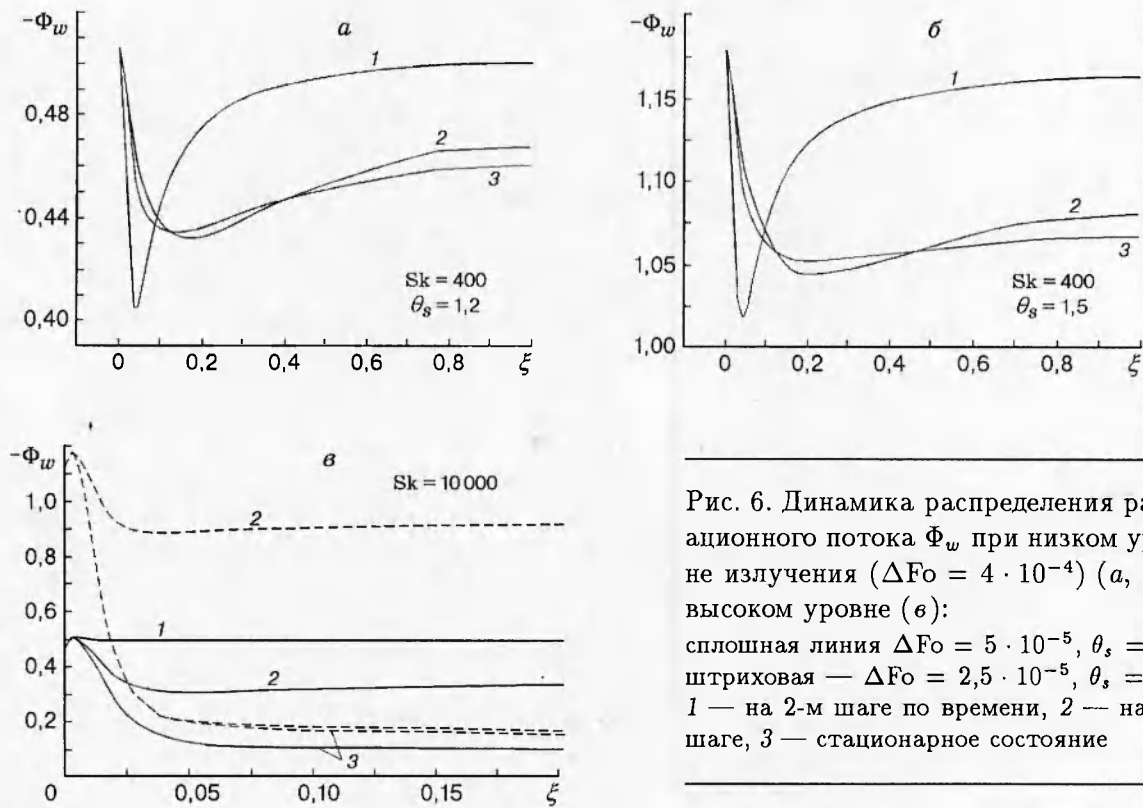 −Φw
а
1
0,48
2
3
0,44
Sk = 400
θs = 1,2
0,40
0 0,2 0,4 0,6 0,85 ξ
−Φw
б
1
1,15
1,10
2
3
1,05
Sk = 400
θs = 1,5
1,00
0 0,2 0,4 0,6 0,8 ξ
−Φw
в
Sk = 10 000
1,0
2
0,8
0,6
1
0,4
2
0,2
3
0 0,05 0,10 0,15 ξ
Рис. 6. Динамика распределения ра
ационного потока Φw при низком ур
не излучения (ΔFo = 4 · 10⁻⁴) (а,
высоком уровне (в):
сплошная линия ΔFo = 5 · 10⁻⁵, θs =
штриховая — ΔFo = 2,5 · 10⁻⁵, θs =
1 — на 2-м шаге по времени, 2 — на
шаге, 3 — стационарное состояние